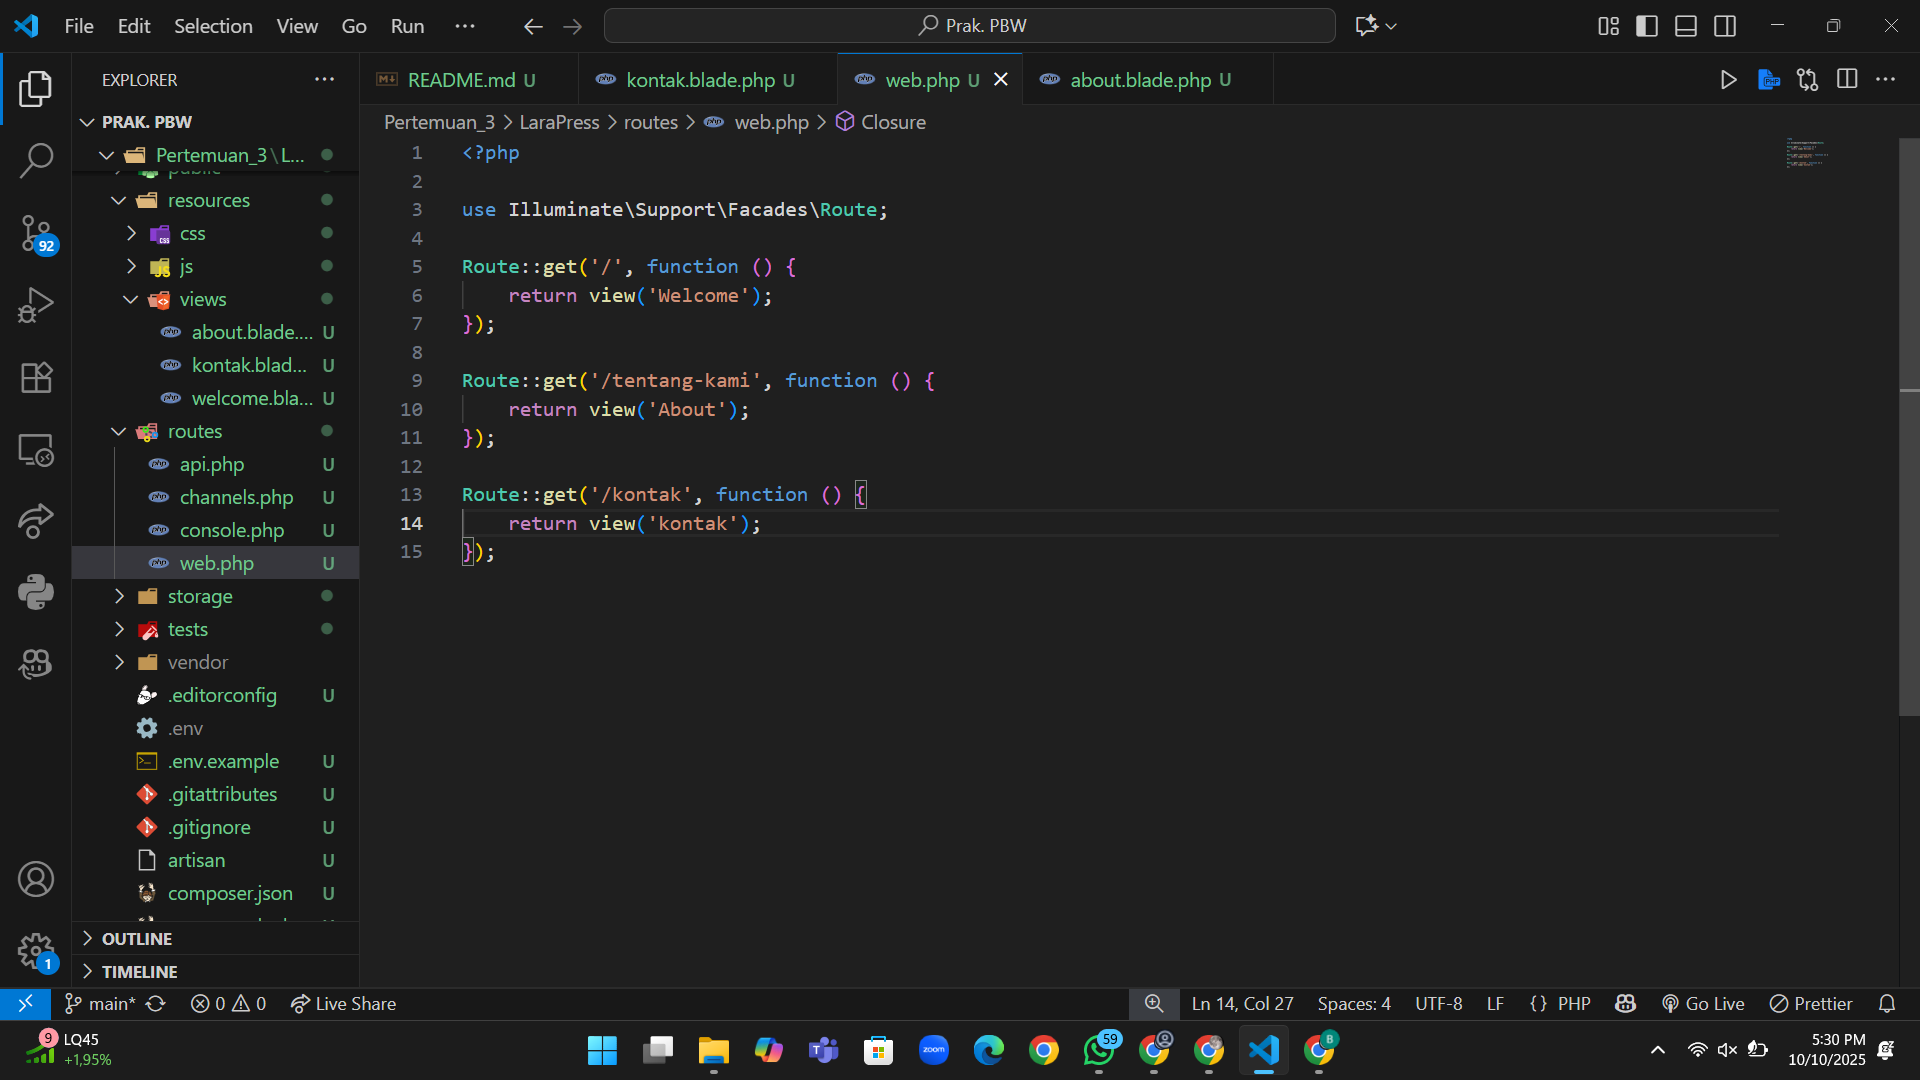 File Edit Selection View Go Run ··· Prak. PBW
EXPLORER ···
PRAK. PBW
Pertemuan_3\L...
public
resources
css
js
views
about.blade.... U
kontak.blad... U
welcome.bla... U
routes
api.php U
channels.php U
console.php U
web.php U
storage
tests
vendor
.editorconfig U
.env
.env.example U
.gitattributes U
.gitignore U
artisan U
composer.json U
OUTLINE
TIMELINE
92
1
README.md U
kontak.blade.php U
web.php U
about.blade.php U
Pertemuan_3 > LaraPress > routes > web.php > Closure
1 <?php
2
3 use Illuminate\Support\Facades\Route;
4
5 Route::get('/', function () {
6 return view('Welcome');
7 });
8
9 Route::get('/tentang-kami', function () {
10 return view('About');
11 });
12
13 Route::get('/kontak', function () {
14 return view('kontak');
15 });
main* 0 0 Live Share Ln 14, Col 27 Spaces: 4 UTF-8 LF {} PHP Go Live Prettier
9 LQ45
+1,95%
zoom
59
B
5:30 PM
10/10/2025